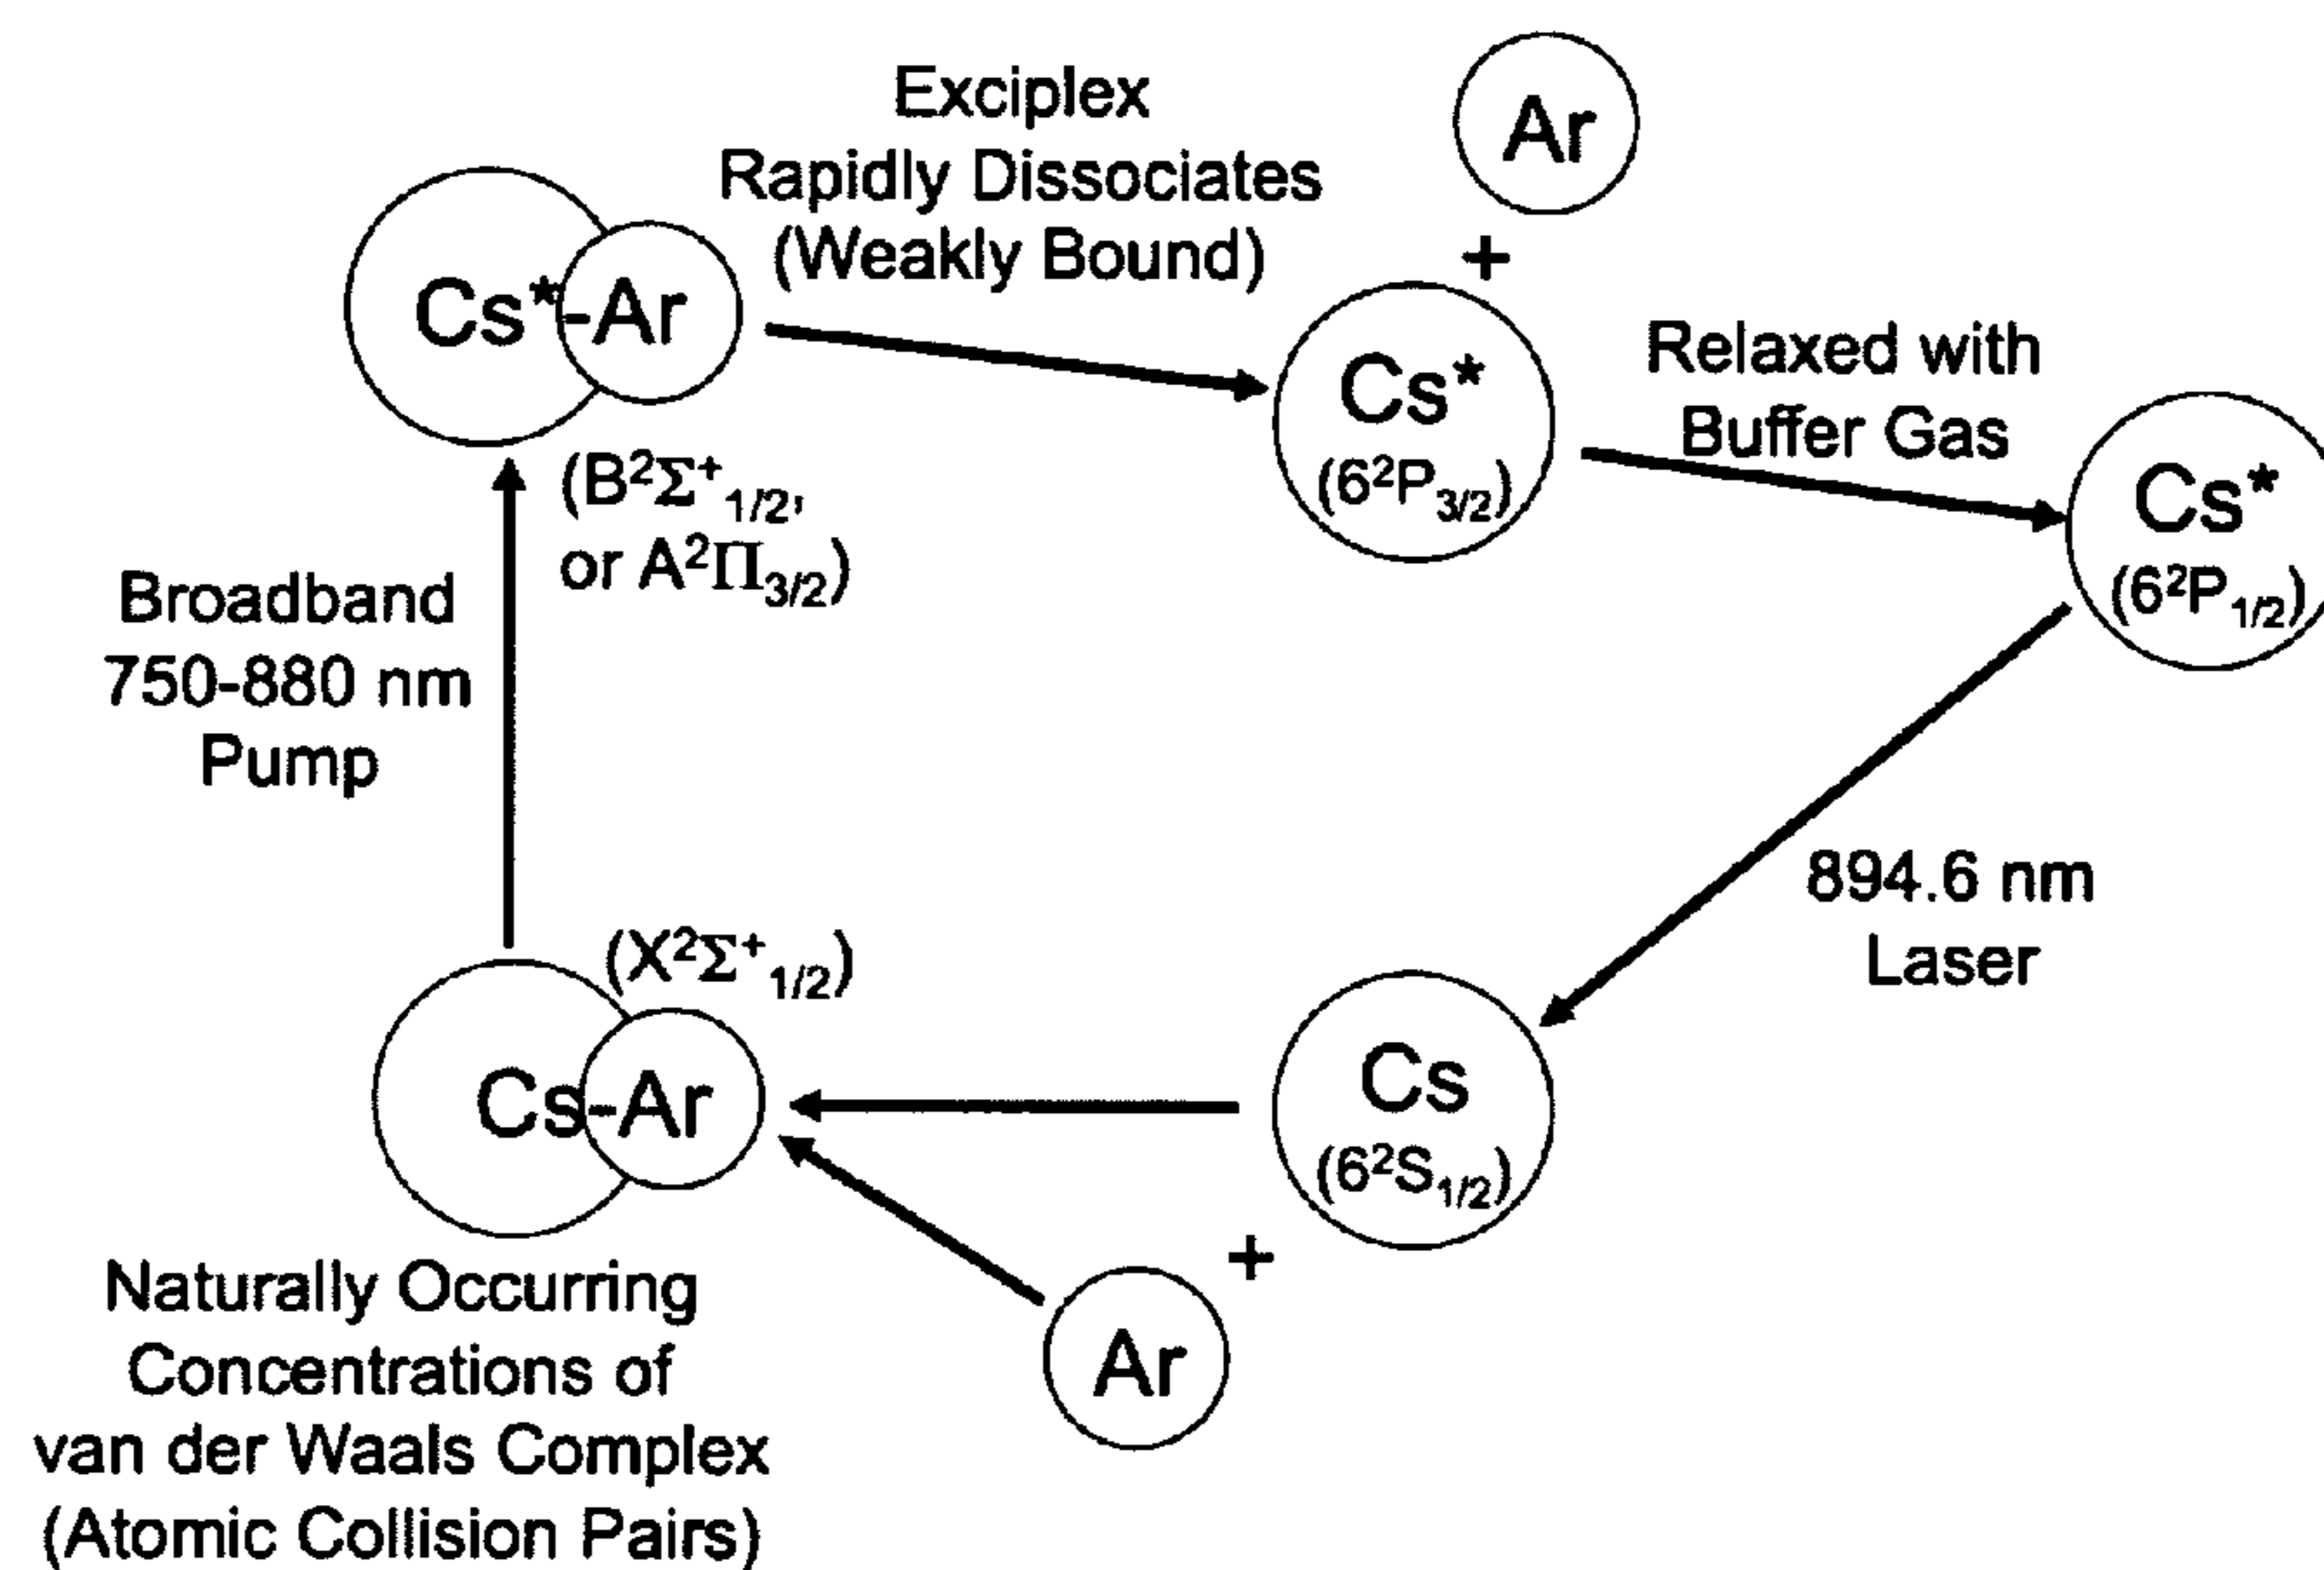 Exciplex
Rapidly Dissociates
(Weakly Bound)
Ar
+
Cs*-Ar
(B²Σ⁺₁/₂,
or A²Π₃/₂)
Cs*
(6²P₃/₂)
Relaxed with
Buffer Gas
Cs*
(6²P₁/₂)
Broadband
750-880 nm
Pump
894.6 nm
Laser
(X²Σ⁺₁/₂)
Cs-Ar
Cs
(6²S₁/₂)
+
Ar
Naturally Occurring
Concentrations of
van der Waals Complex
(Atomic Collision Pairs)